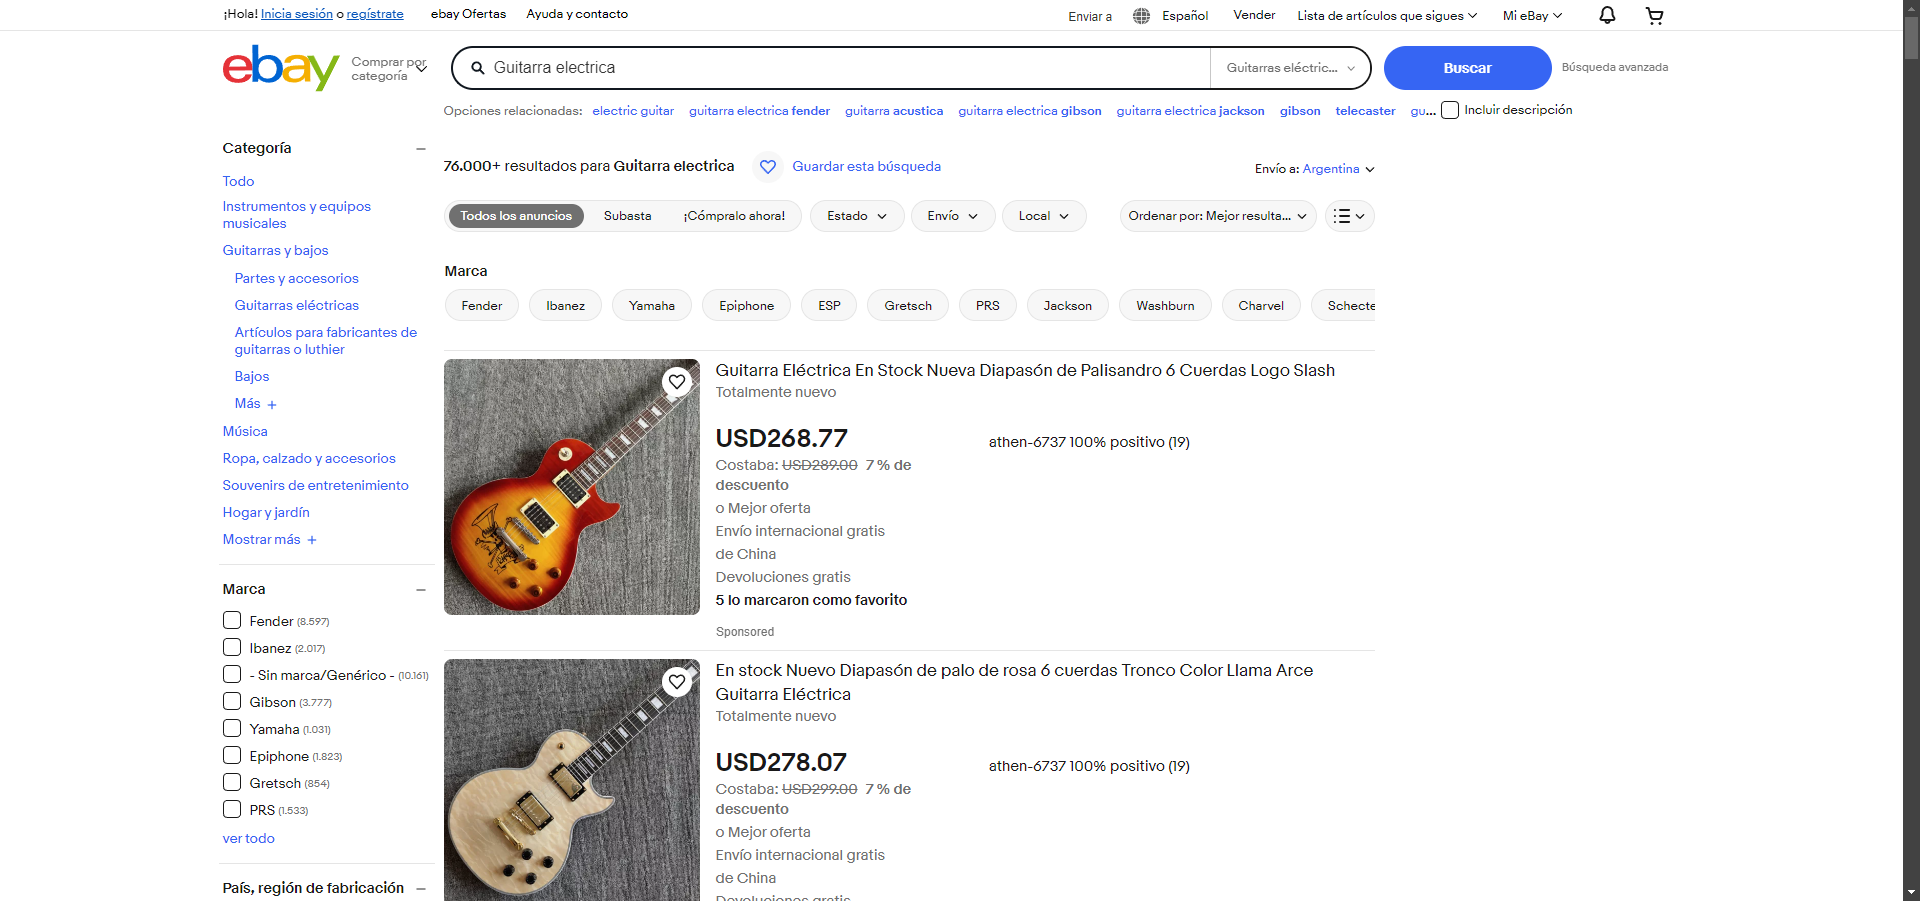 ¡Hola! Inicia sesión o regístrate
ebay Ofertas
Ayuda y contacto
Enviar a
Español
Vender
Lista de artículos que sigues
Mi eBay
ebay
Comprar por
categoría
Guitarra electrica
Guitarras eléctric...
Buscar
Búsqueda avanzada
Opciones relacionadas:
electric guitar
guitarra electrica fender
guitarra acustica
guitarra electrica gibson
guitarra electrica jackson
gibson
telecaster
gu...
Incluir descripción
Categoría
Todo
Instrumentos y equipos
musicales
Guitarras y bajos
Partes y accesorios
Guitarras eléctricas
Artículos para fabricantes de
guitarras o luthier
Bajos
Más +
Música
Ropa, calzado y accesorios
Souvenirs de entretenimiento
Hogar y jardín
Mostrar más +
Marca
Fender (8.597)
Ibanez (2.017)
- Sin marca/Genérico - (10.161)
Gibson (3.777)
Yamaha (1.031)
Epiphone (1.823)
Gretsch (854)
PRS (1.533)
ver todo
País, región de fabricación
76.000+ resultados para Guitarra electrica
Guardar esta búsqueda
Envío a: Argentina
Todos los anuncios
Subasta
¡Cómpralo ahora!
Estado
Envío
Local
Ordenar por: Mejor resulta...
Marca
Fender
Ibanez
Yamaha
Epiphone
ESP
Gretsch
PRS
Jackson
Washburn
Charvel
Schecte
Guitarra Eléctrica En Stock Nueva Diapasón de Palisandro 6 Cuerdas Logo Slash
Totalmente nuevo
USD268.77
athen-6737 100% positivo (19)
Costaba: USD289.00 7 % de
descuento
o Mejor oferta
Envío internacional gratis
de China
Devoluciones gratis
5 lo marcaron como favorito
Sponsored
En stock Nuevo Diapasón de palo de rosa 6 cuerdas Tronco Color Llama Arce
Guitarra Eléctrica
Totalmente nuevo
USD278.07
athen-6737 100% positivo (19)
Costaba: USD299.00 7 % de
descuento
o Mejor oferta
Envío internacional gratis
de China
Devoluciones gratis